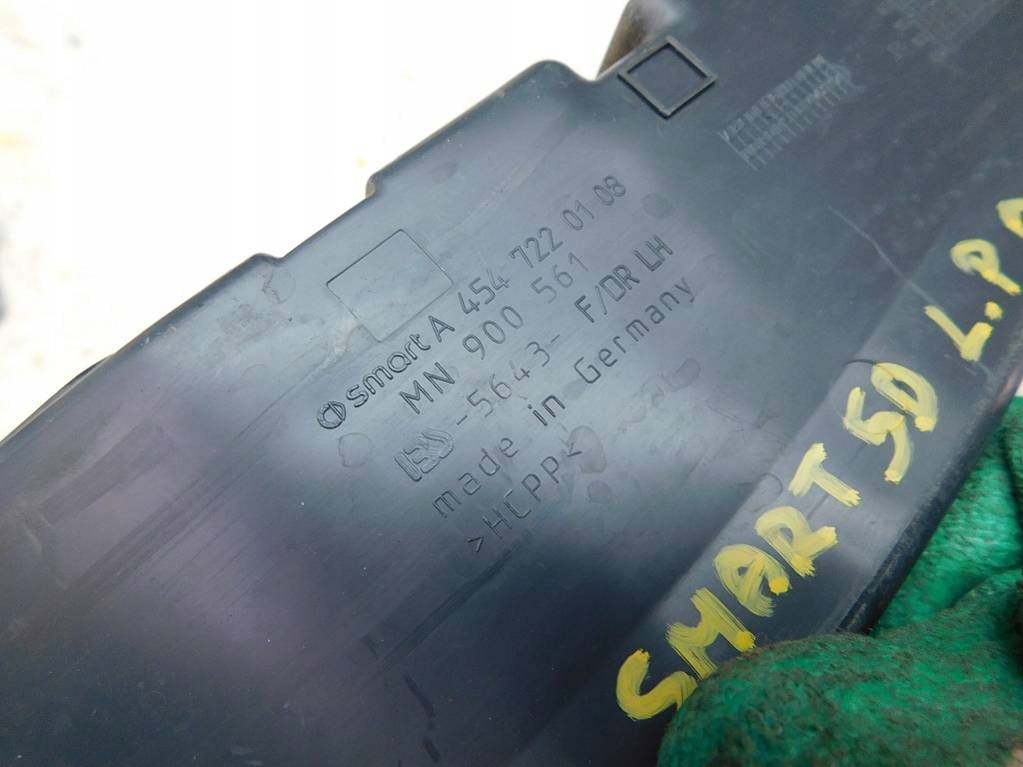 smart A 454 722 01 08
MN 900 561
-5643- F/DR LH
made in Germany
>HCPP<
SMART 5D L.P